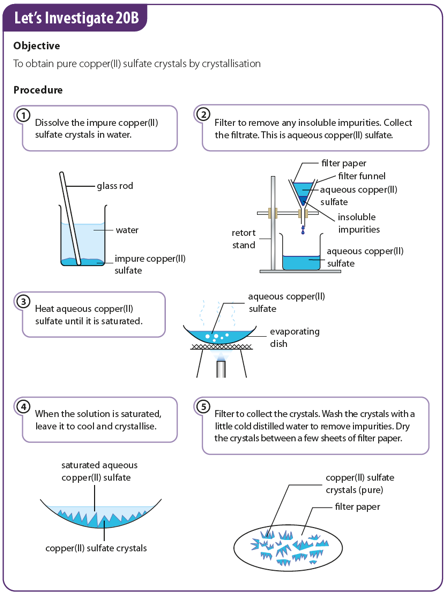 Let's Investigate 20B
Objective
To obtain pure copper(II) sulfate crystals by crystallisation
Procedure
1
Dissolve the impure copper(II)
sulfate crystals in water.
glass rod
water
impure copper(II)
sulfate
2
Filter to remove any insoluble impurities. Collect
the filtrate. This is aqueous copper(II) sulfate.
filter paper
filter funnel
aqueous copper(II)
sulfate
insoluble
impurities
retort
stand
aqueous copper(II)
sulfate
3
Heat aqueous copper(II)
sulfate until it is saturated.
aqueous copper(II)
sulfate
evaporating
dish
4
When the solution is saturated,
leave it to cool and crystallise.
saturated aqueous
copper(II) sulfate
copper(II) sulfate crystals
5
Filter to collect the crystals. Wash the crystals with a
little cold distilled water to remove impurities. Dry
the crystals between a few sheets of filter paper.
copper(II) sulfate
crystals (pure)
filter paper